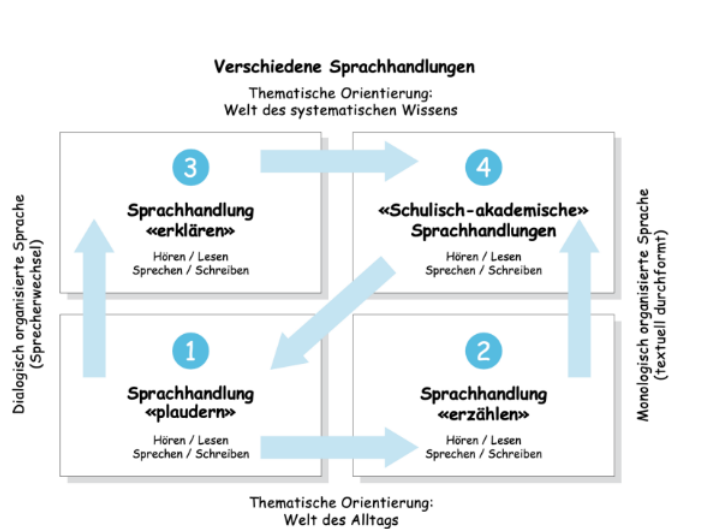 Verschiedene Sprachhandlungen
Thematische Orientierung:
Welt des systematischen Wissens
Dialogisch organisierte Sprache
(Sprecherwechsel)
3
Sprachhandlung
«erklären»
Hören / Lesen
Sprechen / Schreiben
4
«Schulisch-akademische»
Sprachhandlungen
Hören / Lesen
Sprechen / Schreiben
Monologisch organisierte Sprache
(textuell durchformt)
1
Sprachhandlung
«plaudern»
Hören / Lesen
Sprechen / Schreiben
2
Sprachhandlung
«erzählen»
Hören / Lesen
Sprechen / Schreiben
Thematische Orientierung:
Welt des Alltags